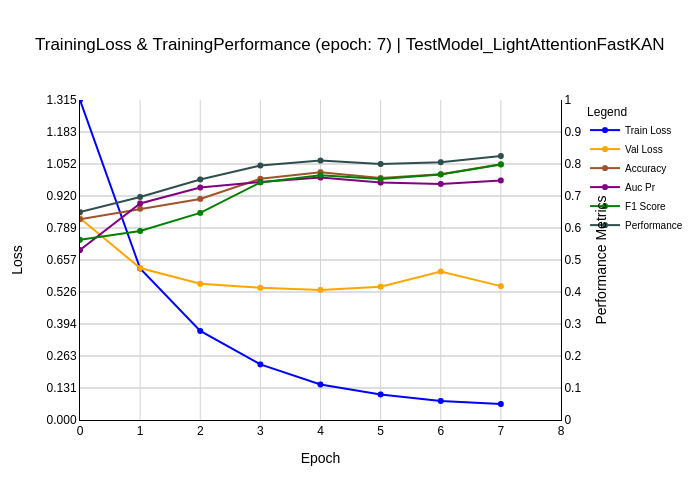 TrainingLoss & TrainingPerformance (epoch: 7) | TestModel_LightAttentionFastKAN
1.315
1.183
1.052
0.920
0.789
0.657
0.526
0.394
0.263
0.131
0.000
Loss
0 1 2 3 4 5 6 7 8
Epoch
1
0.9
0.8
0.7
0.6
0.5
0.4
0.3
0.2
0.1
0
Performance Metrics
Legend
Train Loss
Val Loss
Accuracy
Auc Pr
F1 Score
Performance